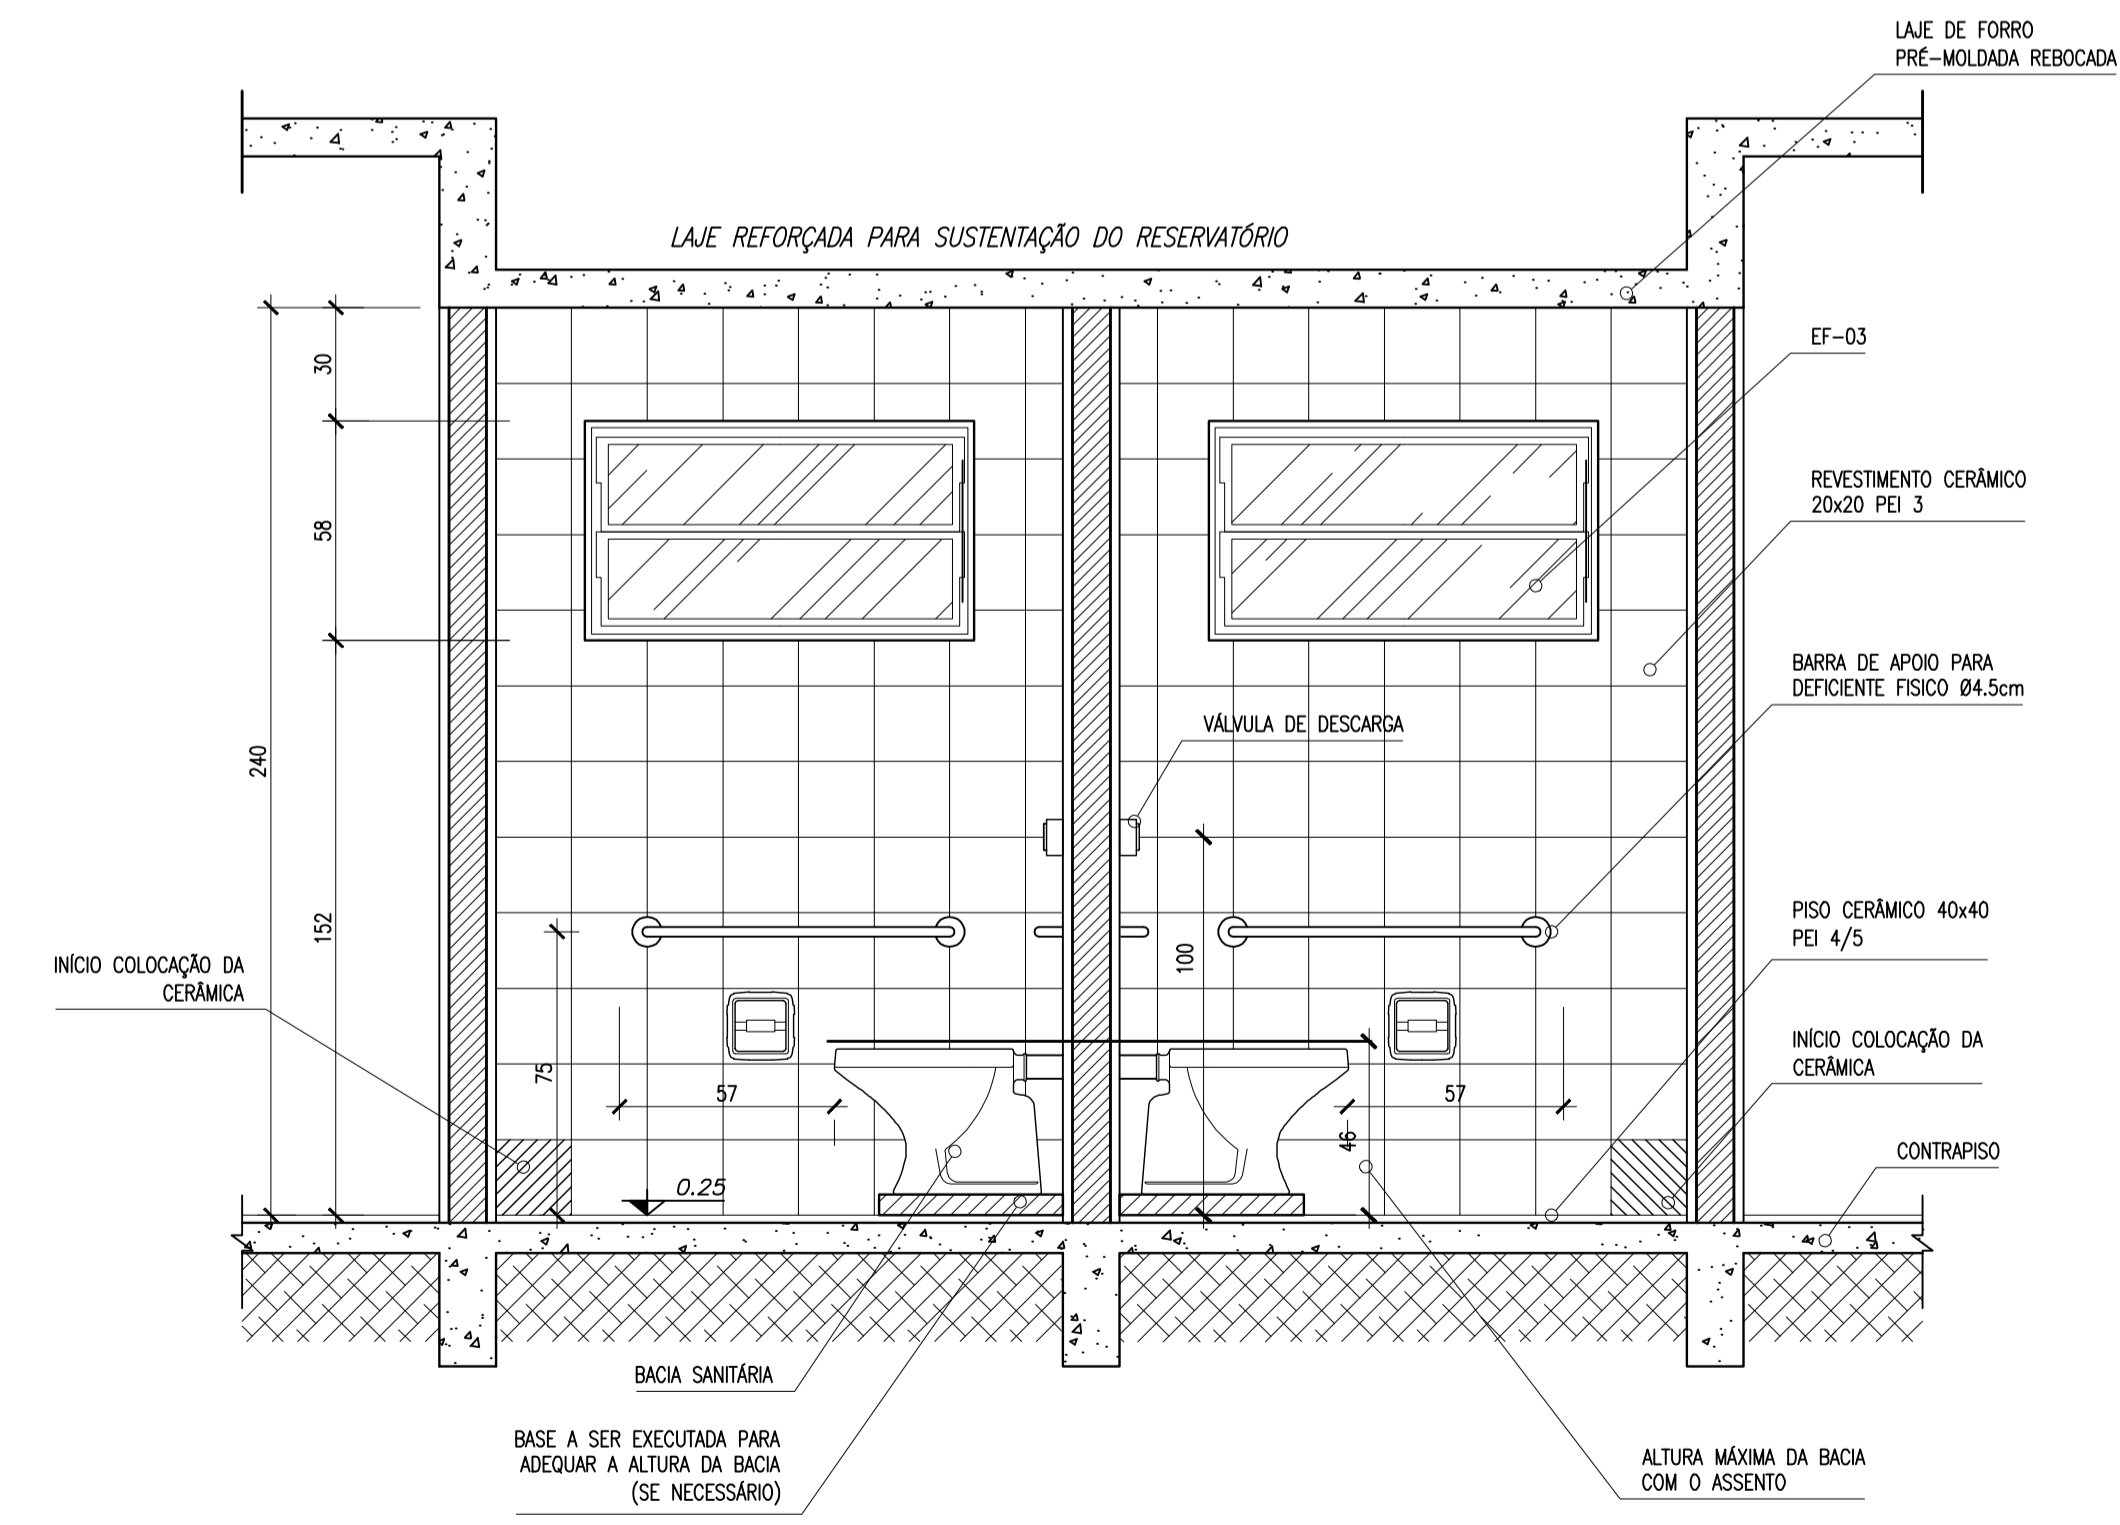 LAJE DE FORRO
PRÉ-MOLDADA REBOCADA
LAJE REFORÇADA PARA SUSTENTAÇÃO DO RESERVATÓRIO
EF-03
30
REVESTIMENTO CERÂMICO
20x20 PEI 3
58
BARRA DE APOIO PARA
DEFICIENTE FISICO Ø4.5cm
VÁLVULA DE DESCARGA
240
152
PISO CERÂMICO 40x40
PEI 4/5
100
INÍCIO COLOCAÇÃO DA
CERÂMICA
INÍCIO COLOCAÇÃO DA
CERÂMICA
75
57
57
46
CONTRAPISO
0.25
BACIA SANITÁRIA
BASE A SER EXECUTADA PARA
ADEQUAR A ALTURA DA BACIA
(SE NECESSÁRIO)
ALTURA MÁXIMA DA BACIA
COM O ASSENTO